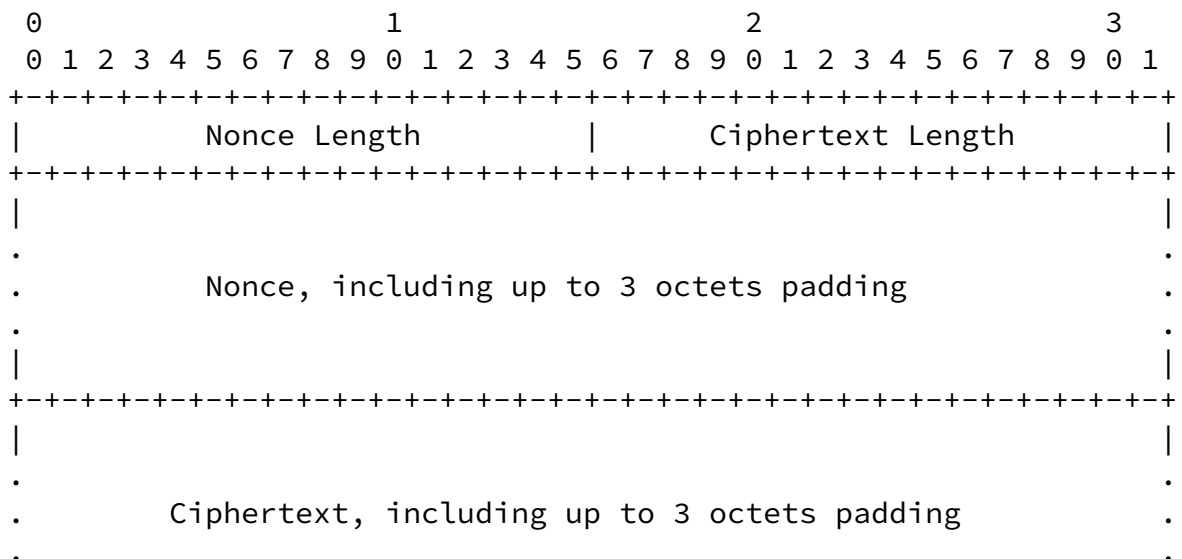 0                   1                   2                   3
 0 1 2 3 4 5 6 7 8 9 0 1 2 3 4 5 6 7 8 9 0 1 2 3 4 5 6 7 8 9 0 1
+-+-+-+-+-+-+-+-+-+-+-+-+-+-+-+-+-+-+-+-+-+-+-+-+-+-+-+-+-+-+-+-+
|          Nonce Length         |      Ciphertext Length        |
+-+-+-+-+-+-+-+-+-+-+-+-+-+-+-+-+-+-+-+-+-+-+-+-+-+-+-+-+-+-+-+-+
|                                                               |
.                                                               .
.          Nonce, including up to 3 octets padding              .
.                                                               .
|                                                               |
+-+-+-+-+-+-+-+-+-+-+-+-+-+-+-+-+-+-+-+-+-+-+-+-+-+-+-+-+-+-+-+-+
|                                                               |
.                                                               .
.        Ciphertext, including up to 3 octets padding           .
.                                                               .